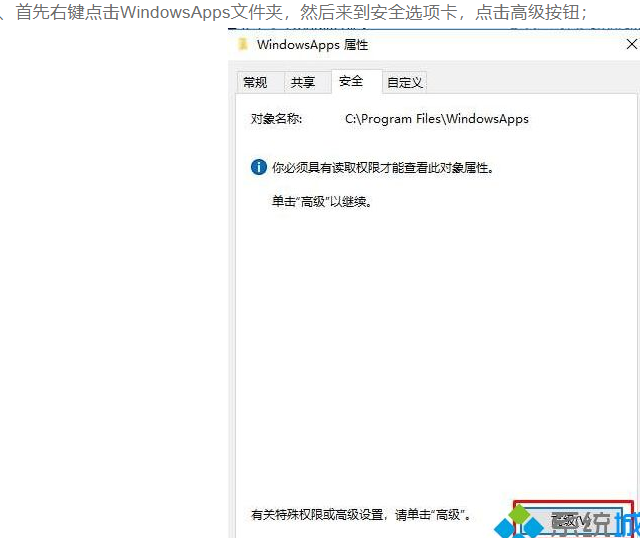 、首先右键点击WindowsApps文件夹，然后来到安全选项卡，点击高级按钮；
WindowsApps 属性
常规 共享 安全 自定义
对象名称: C:\Program Files\WindowsApps
你必须具有读取权限才能查看此对象属性。
单击“高级”以继续。
有关特殊权限或高级设置，请单击“高级”。
高级(V)
系统城